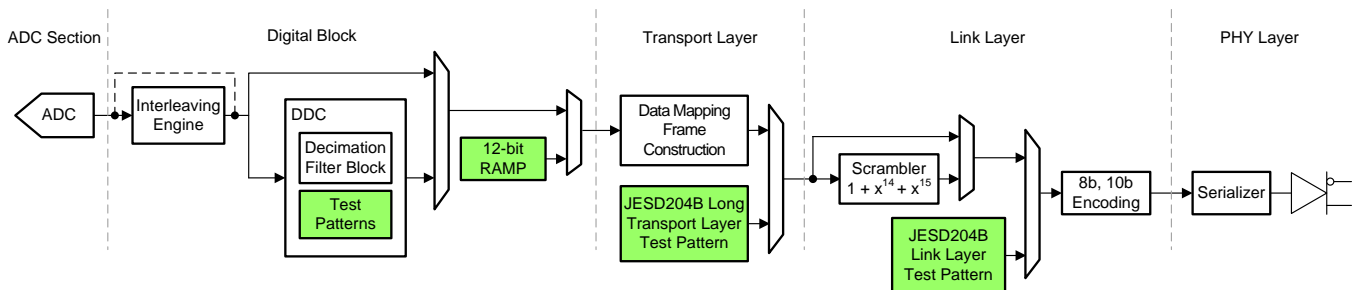 ADC Section
Digital Block
Transport Layer
Link Layer
PHY Layer
ADC
Interleaving
Engine
DDC
Decimation
Filter Block
Test
Patterns
12-bit
RAMP
Data Mapping
Frame
Construction
JESD204B Long
Transport Layer
Test Pattern
Scrambler
1 + x¹⁴ + x¹⁵
JESD204B
Link Layer
Test Pattern
8b, 10b
Encoding
Serializer